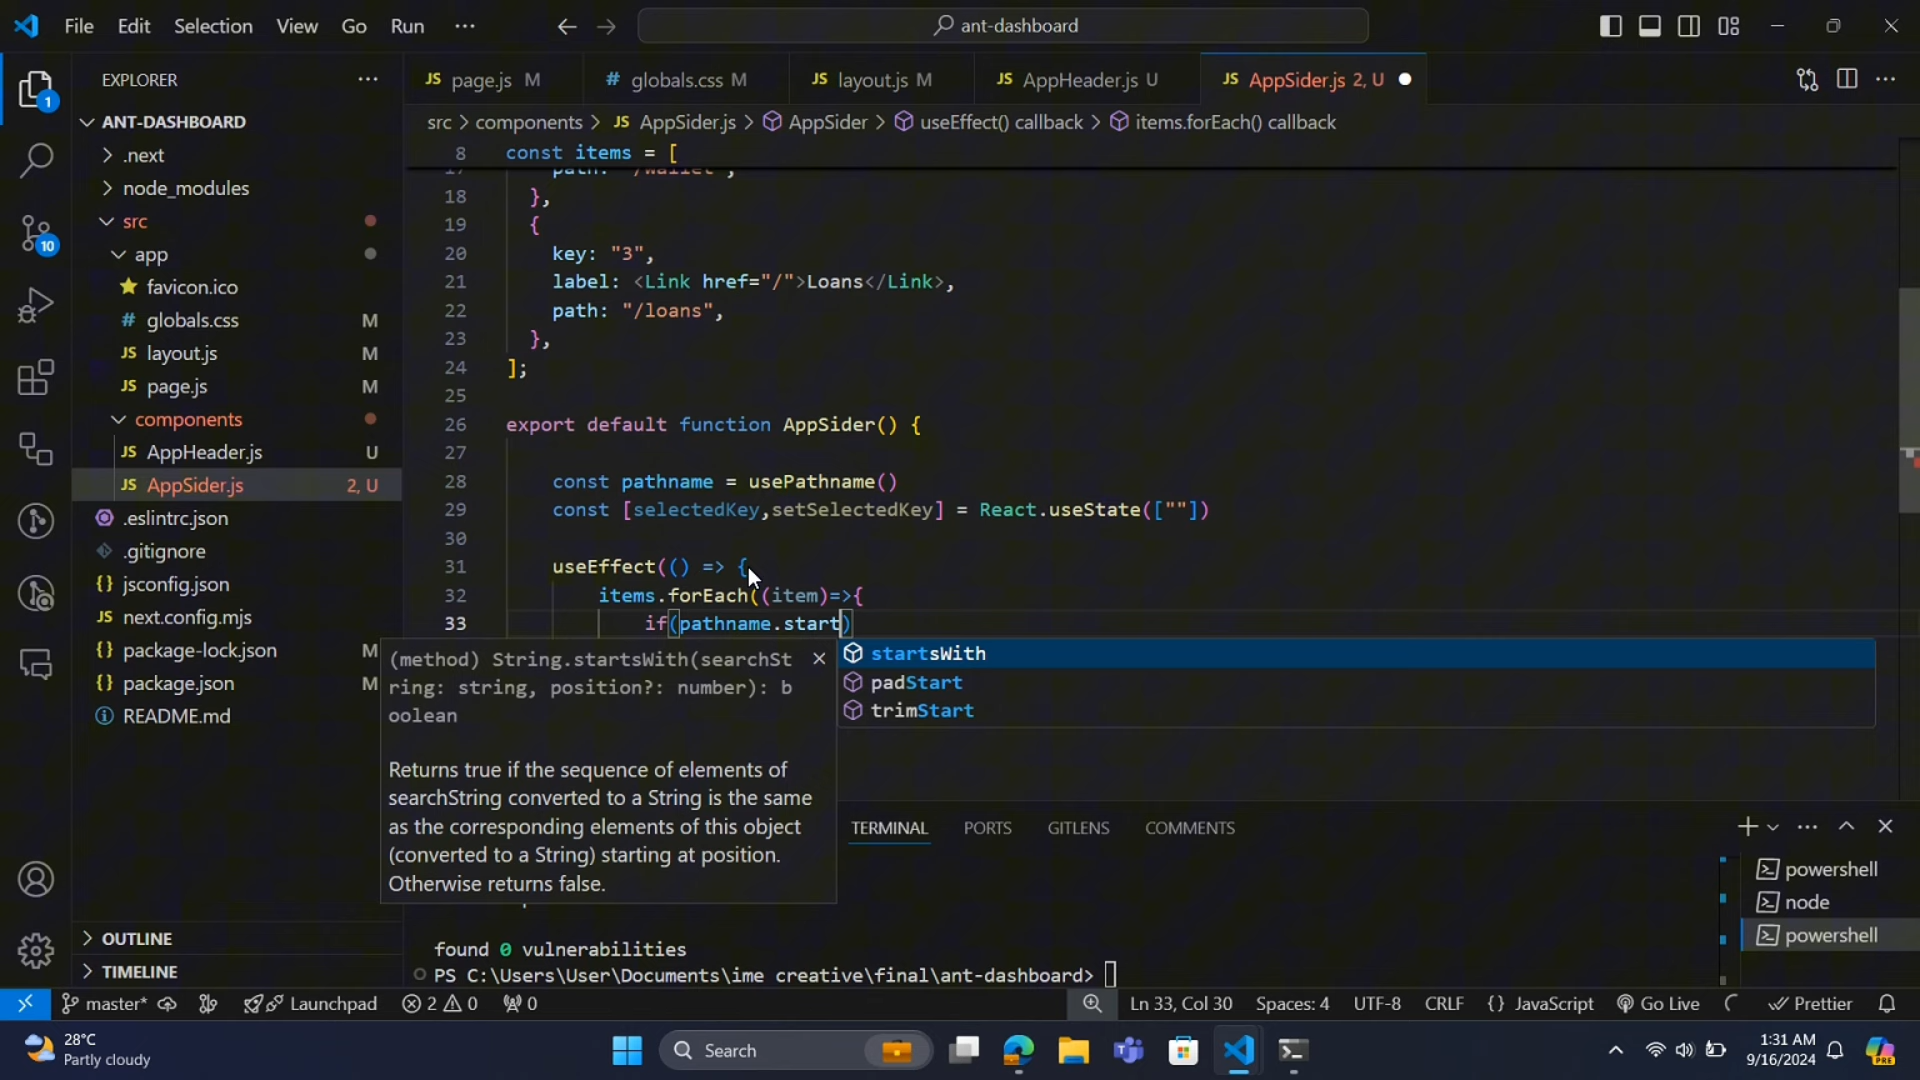 File Edit Selection View Go Run ... ant-dashboard
EXPLORER ...
JS page.js M # globals.css M JS layout.js M JS AppHeader.js U JS AppSider.js 2, U
src > components > JS AppSider.js > AppSider > useEffect() callback > items.forEach() callback
ANT-DASHBOARD
.next
node_modules
src
app
favicon.ico
# globals.css M
JS layout.js M
JS page.js M
components
JS AppHeader.js U
JS AppSider.js 2, U
.eslintrc.json
.gitignore
{} jsconfig.json
JS next.config.mjs
{} package-lock.json M
{} package.json M
README.md
OUTLINE
TIMELINE
8 const items = [
17 path: "/wallet",
18 },
19 {
20 key: "3",
21 label: <Link href="/">Loans</Link>,
22 path: "/loans",
23 },
24 ];
25
26 export default function AppSider() {
27
28 const pathname = usePathname()
29 const [selectedKey,setSelectedKey] = React.useState([""])
30
31 useEffect(() => {
32 items.forEach((item)=>{
33 if(pathname.start)
(method) String.startsWith(searchSt
ring: string, position?: number): b
oolean
Returns true if the sequence of elements of
searchString converted to a String is the same
as the corresponding elements of this object
(converted to a String) starting at position.
Otherwise returns false.
startsWith
padStart
trimStart
TERMINAL PORTS GITLENS COMMENTS
powershell
node
powershell
found 0 vulnerabilities
PS C:\Users\User\Documents\ime creative\final\ant-dashboard>
1
10
master* Launchpad 2 0 0 Ln 33, Col 30 Spaces: 4 UTF-8 CRLF {} JavaScript Go Live Prettier
28°C
Partly cloudy
Search
1:31 AM
9/16/2024
PRE